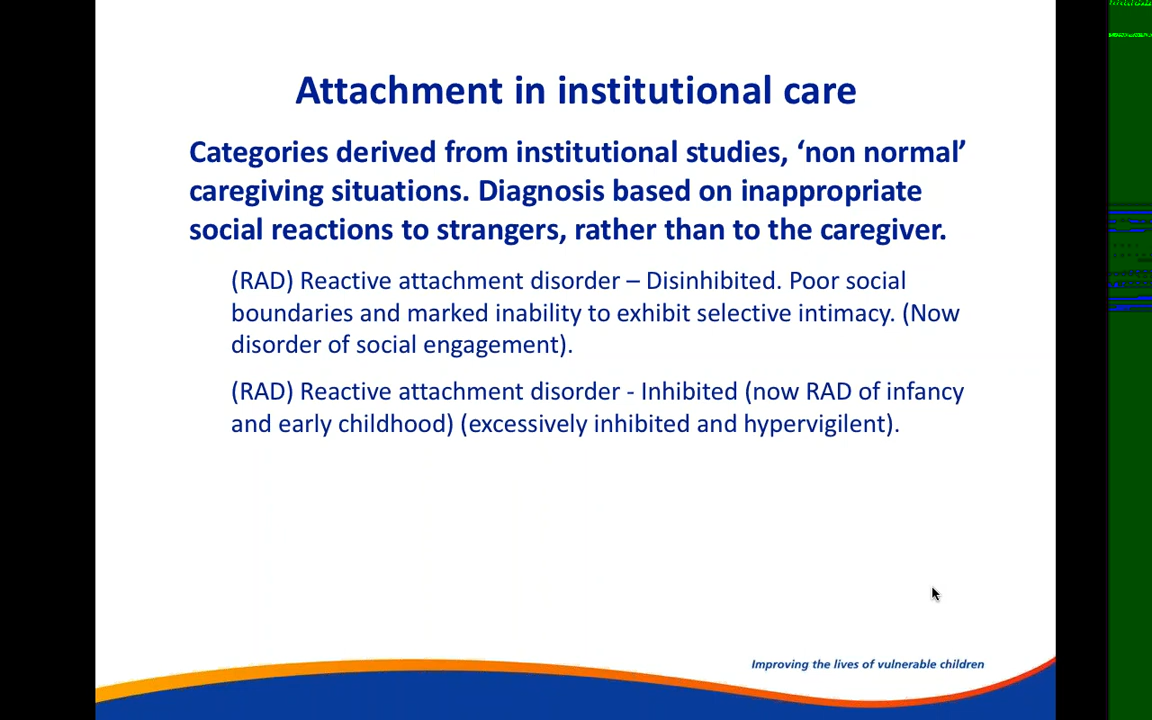 Attachment in institutional care
Categories derived from institutional studies, ‘non normal’
caregiving situations. Diagnosis based on inappropriate
social reactions to strangers, rather than to the caregiver.
(RAD) Reactive attachment disorder – Disinhibited. Poor social
boundaries and marked inability to exhibit selective intimacy. (Now
disorder of social engagement).
(RAD) Reactive attachment disorder - Inhibited (now RAD of infancy
and early childhood) (excessively inhibited and hypervigilent).
Improving the lives of vulnerable children